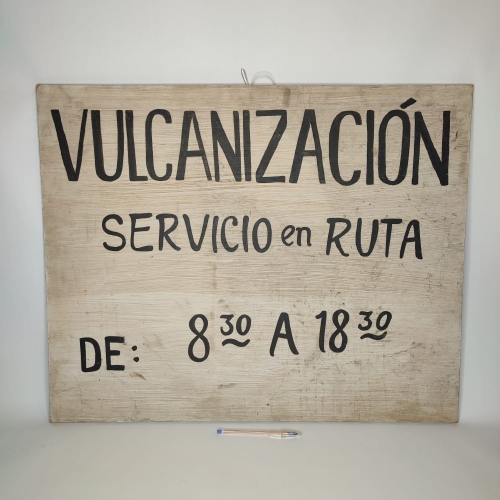 VULCANIZACIÓN
SERVICIO en RUTA
DE: 8 30 A 18 30